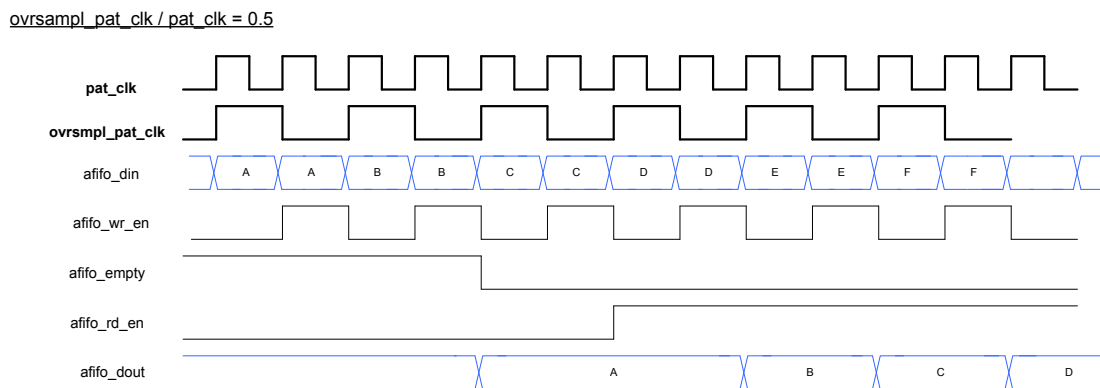 ovrsampl_pat_clk / pat_clk = 0.5
pat_clk
ovrsmpl_pat_clk
afifo_din A A B B C C D D E E F F
afifo_wr_en
afifo_empty
afifo_rd_en
afifo_dout A B C D